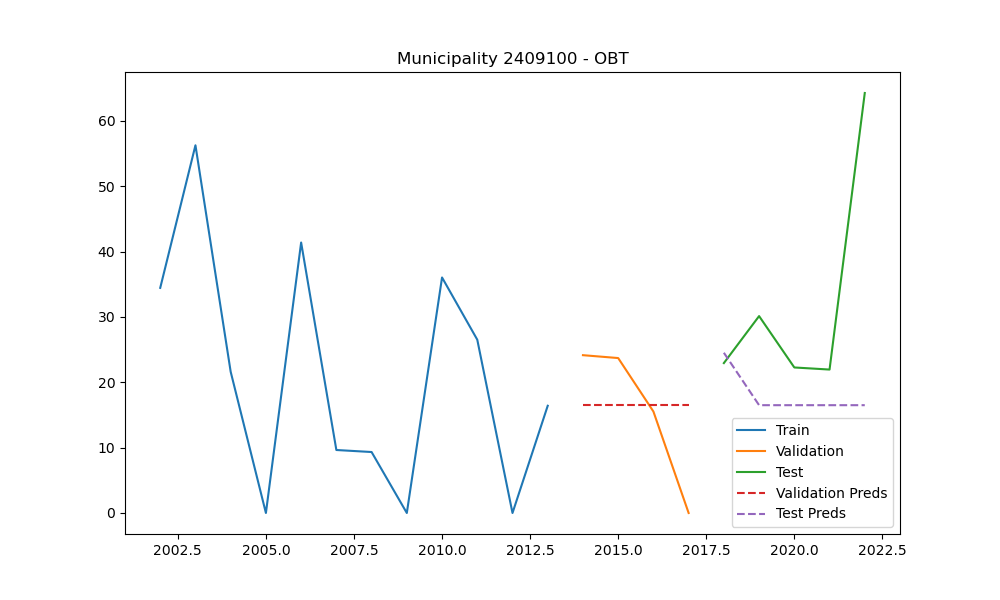 Municipality 2409100 - OBT
60
50
40
30
20
10
0
2002.5 2005.0 2007.5 2010.0 2012.5 2015.0 2017.5 2020.0 2022.5
Train
Validation
Test
Validation Preds
Test Preds